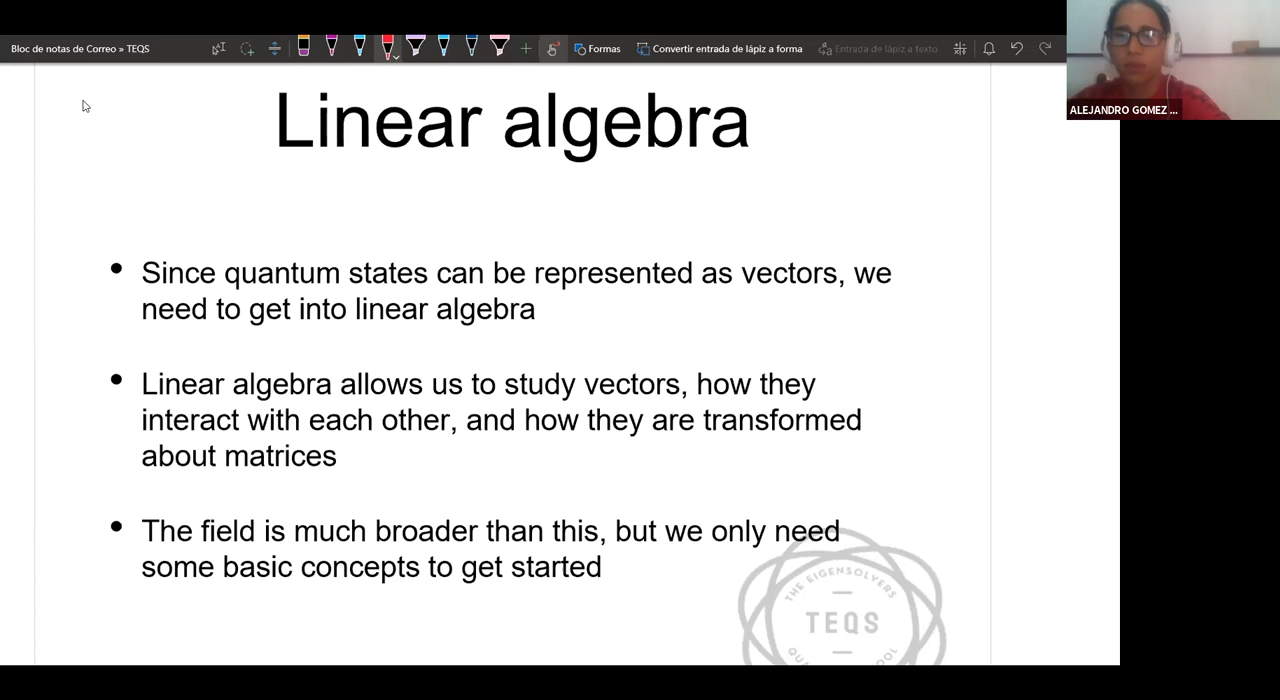 Bloc de notas de Correo » TEQS
Formas
Convertir entrada de lápiz a forma
Entrada de lápiz a texto
ALEJANDRO GOMEZ ...
Linear algebra
• Since quantum states can be represented as vectors, we
need to get into linear algebra
• Linear algebra allows us to study vectors, how they
interact with each other, and how they are transformed
about matrices
• The field is much broader than this, but we only need
some basic concepts to get started
THE EIGENSOLVERS
TEQS